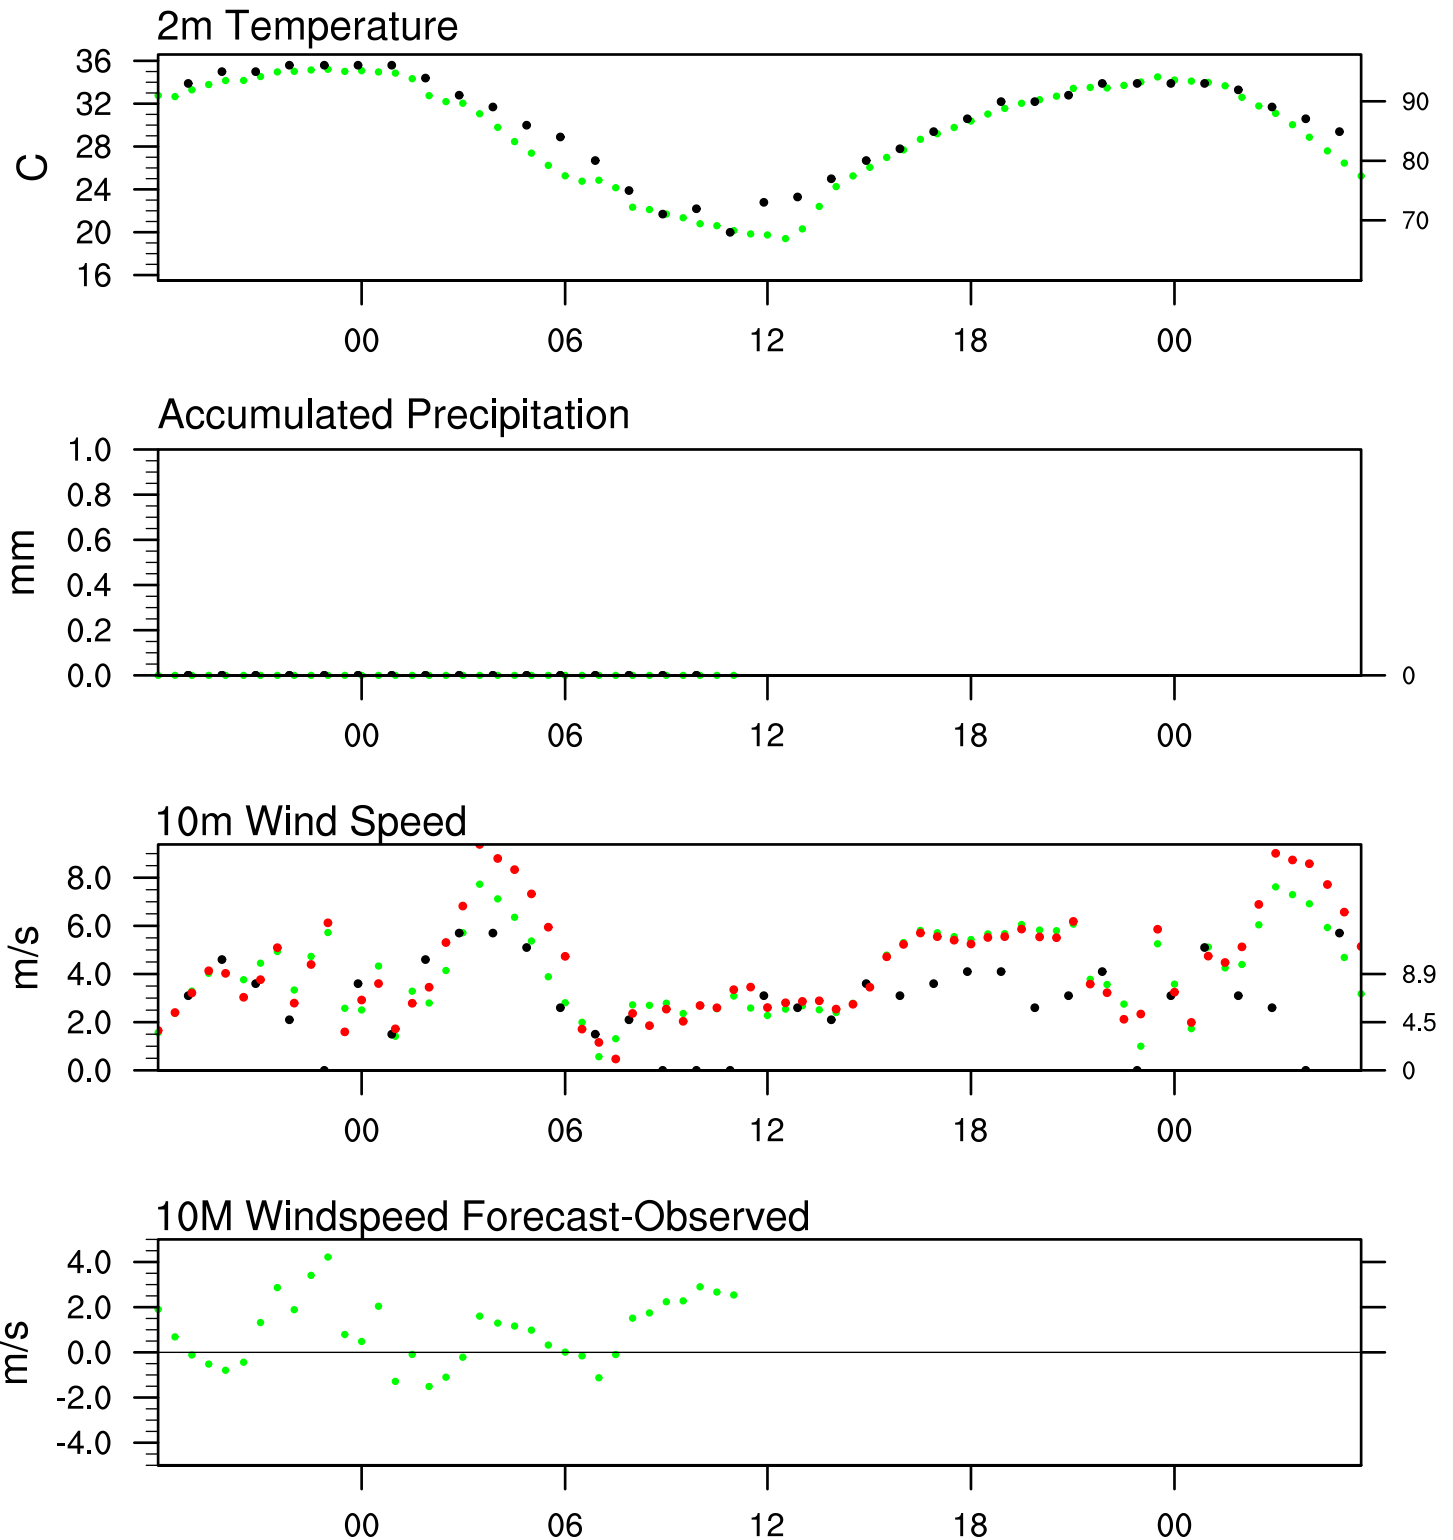 2m Temperature
36
32
28
24
20
16
C
90
80
70
00 06 12 18 00
Accumulated Precipitation
1.0
0.8
0.6
0.4
0.2
0.0
mm
0
00 06 12 18 00
10m Wind Speed
8.0
6.0
4.0
2.0
0.0
m/s
8.9
4.5
0
00 06 12 18 00
10M Windspeed Forecast-Observed
4.0
2.0
0.0
-2.0
-4.0
m/s
00 06 12 18 00